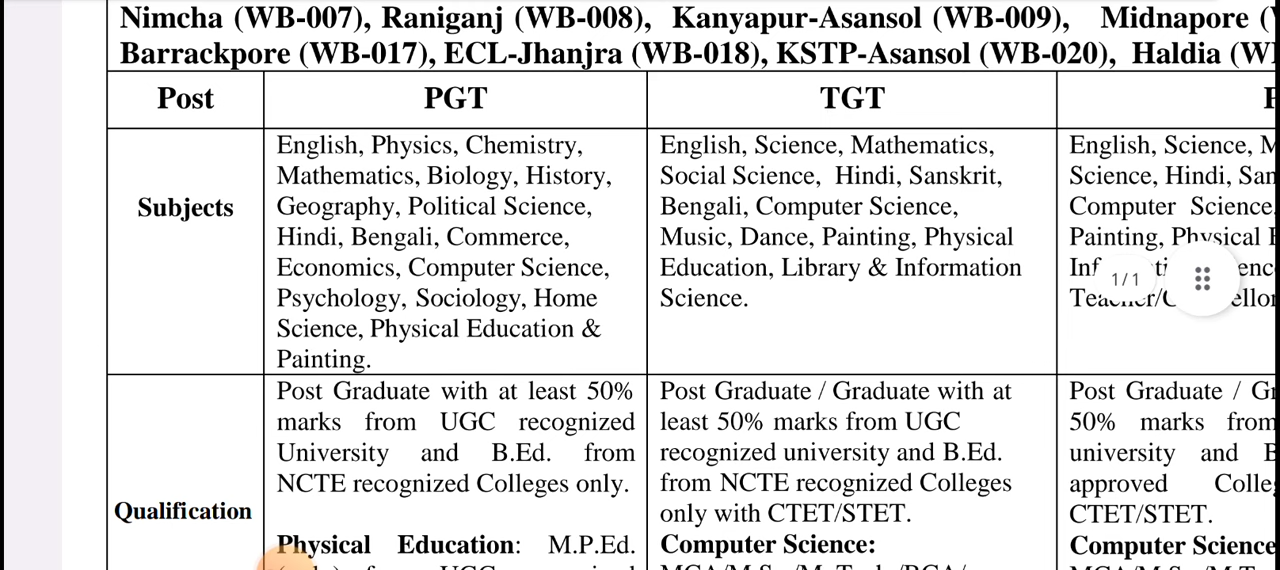 Nimcha (WB-007), Raniganj (WB-008), Kanyapur-Asansol (WB-009), Midnapore
Barrackpore (WB-017), ECL-Jhanjra (WB-018), KSTP-Asansol (WB-020), Haldia
Post
PGT
TGT
Subjects
English, Physics, Chemistry,
Mathematics, Biology, History,
Geography, Political Science,
Hindi, Bengali, Commerce,
Economics, Computer Science,
Psychology, Sociology, Home
Science, Physical Education &
Painting.
English, Science, Mathematics,
Social Science, Hindi, Sanskrit,
Bengali, Computer Science,
Music, Dance, Painting, Physical
Education, Library & Information
Science.
English, Science,
Science, Hindi,
Computer Science
Painting, Physical
1/1
Qualification
Post Graduate with at least 50%
marks from UGC recognized
University and B.Ed. from
NCTE recognized Colleges only.
Physical Education: M.P.Ed.
Post Graduate / Graduate with at
least 50% marks from UGC
recognized university and B.Ed.
from NCTE recognized Colleges
only with CTET/STET.
Computer Science:
Post Graduate /
50% marks from
university and
approved
CTET/STET.
Computer Science